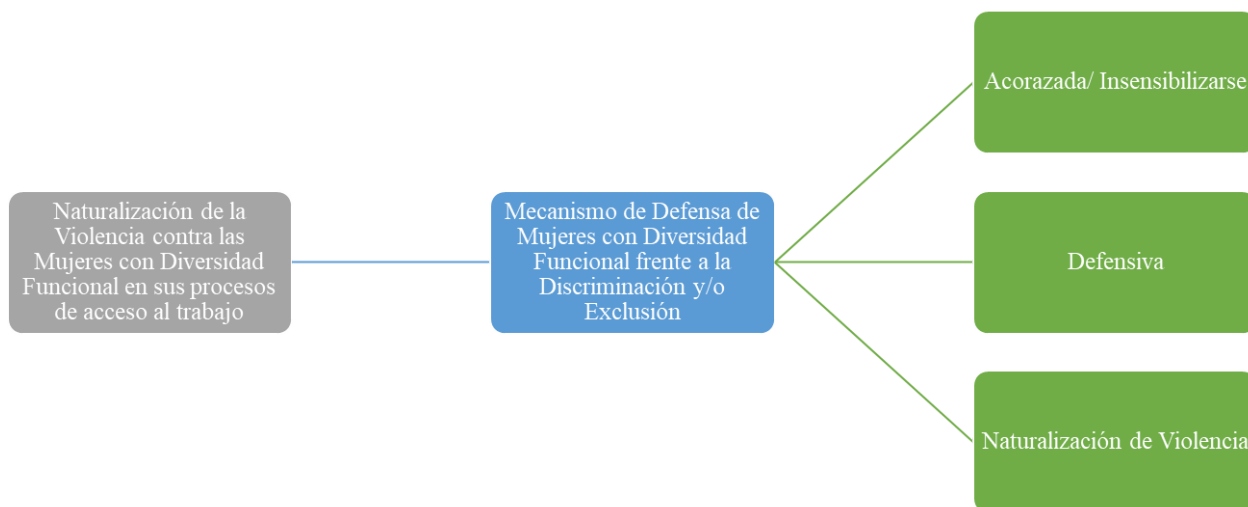 Naturalización de la
Violencia contra las
Mujeres con Diversidad
Funcional en sus procesos
de acceso al trabajo
Mecanismo de Defensa de
Mujeres con Diversidad
Funcional frente a la
Discriminación y/o
Exclusión
Acorazada/ Insensibilizarse
Defensiva
Naturalización de Violencia